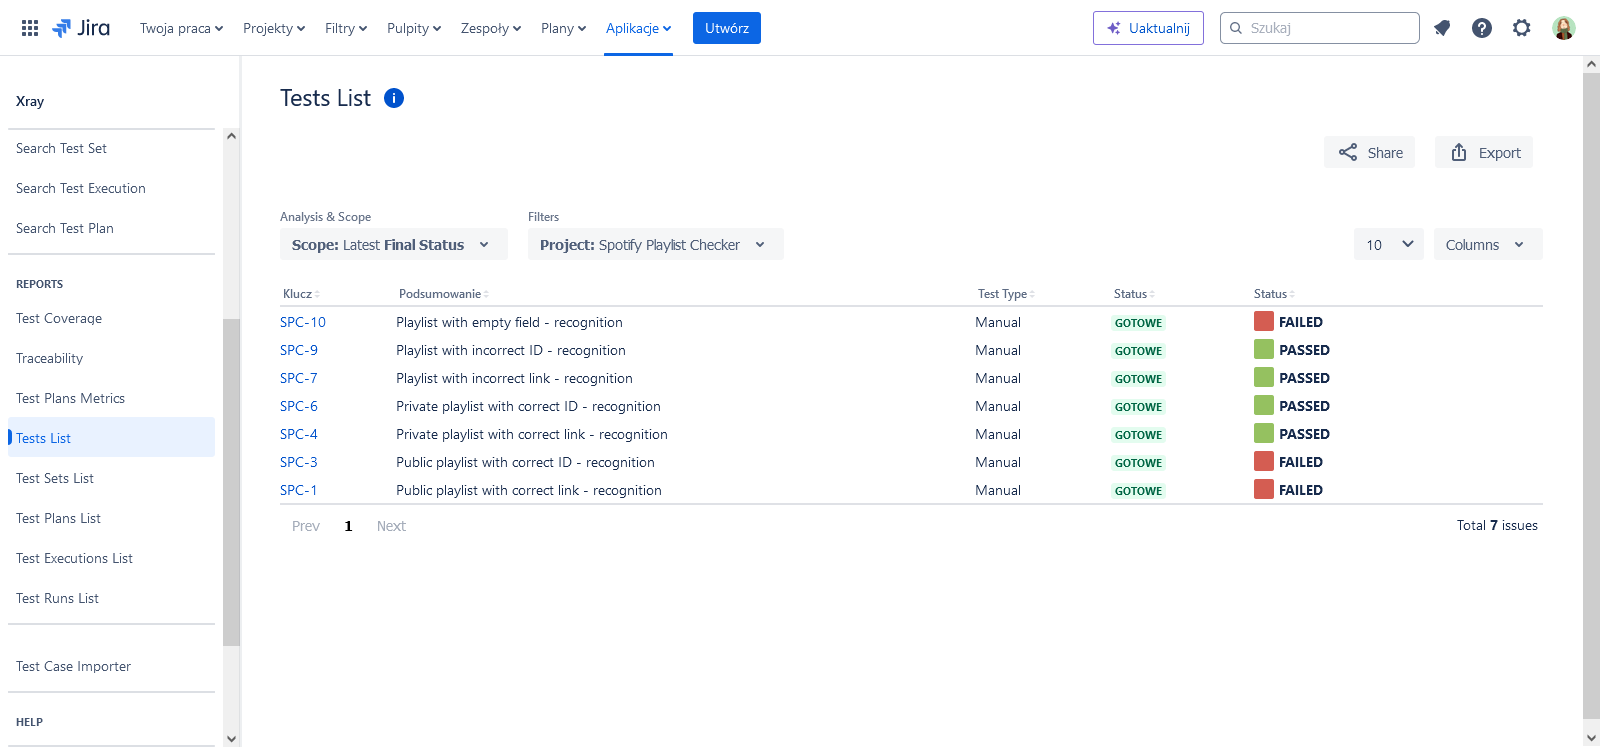 Jira Twoja praca Projekty Filtry Pulpity Zespoły Plany Aplikacje Utwórz Uaktualnij Szukaj
Xray
Search Test Set
Search Test Execution
Search Test Plan
REPORTS
Test Coverage
Traceability
Test Plans Metrics
Tests List
Test Sets List
Test Plans List
Test Executions List
Test Runs List
Test Case Importer
HELP
Tests List i
Share Export
Analysis & Scope Filters
Scope: Latest Final Status Project: Spotify Playlist Checker 10 Columns
Klucz Podsumowanie Test Type Status Status
SPC-10 Playlist with empty field - recognition Manual GOTOWE FAILED
SPC-9 Playlist with incorrect ID - recognition Manual GOTOWE PASSED
SPC-7 Playlist with incorrect link - recognition Manual GOTOWE PASSED
SPC-6 Private playlist with correct ID - recognition Manual GOTOWE PASSED
SPC-4 Private playlist with correct link - recognition Manual GOTOWE PASSED
SPC-3 Public playlist with correct ID - recognition Manual GOTOWE FAILED
SPC-1 Public playlist with correct link - recognition Manual GOTOWE FAILED
Prev 1 Next Total 7 issues